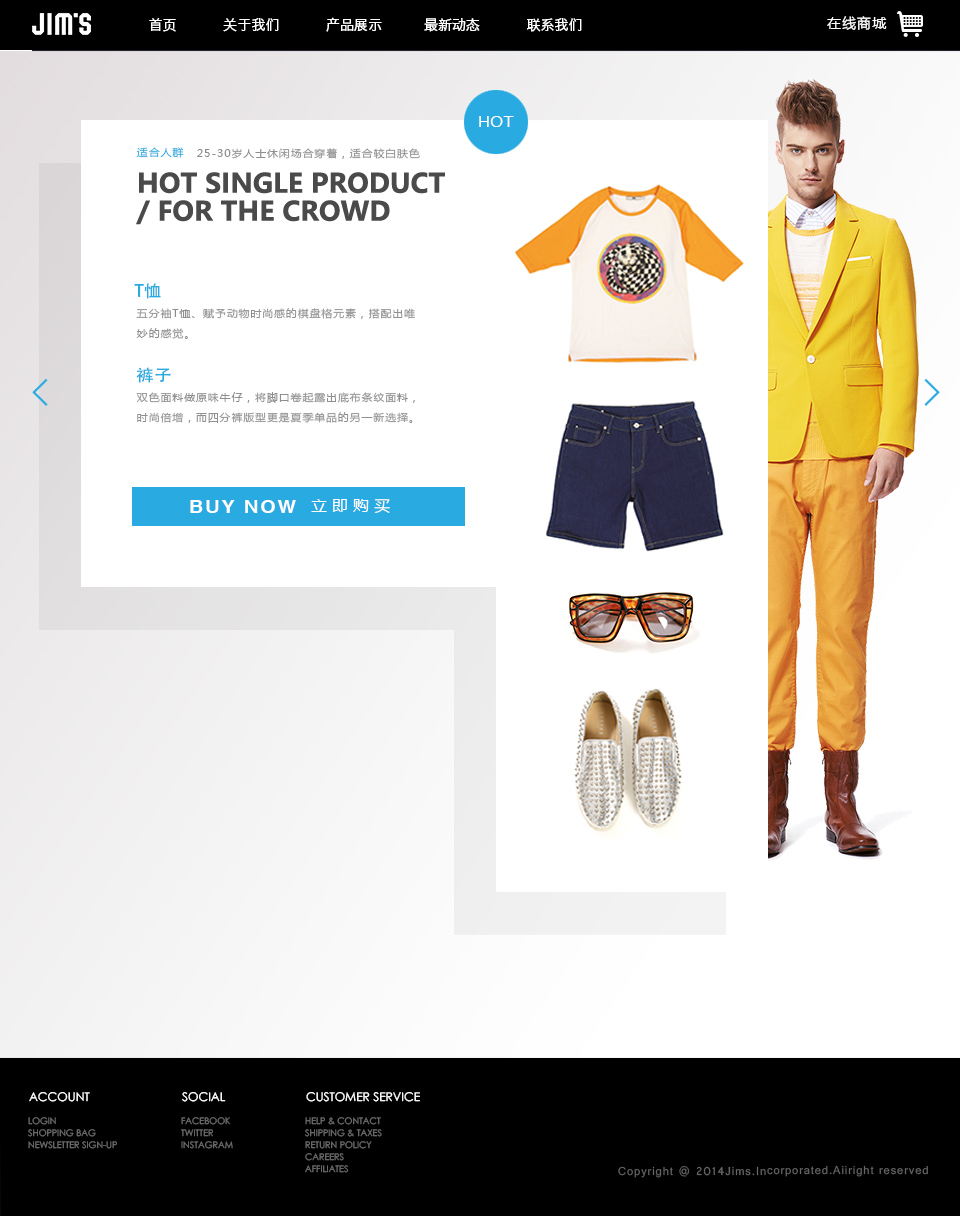 JIM'S
首页 关于我们 产品展示 最新动态 联系我们 在线商城
HOT
适合人群 25-30岁人士休闲场合穿着，适合较白肤色
HOT SINGLE PRODUCT
/ FOR THE CROWD
T恤
五分袖T恤、赋予动物时尚感的棋盘格元素，搭配出唯
妙的感觉。
裤子
双色面料做原味牛仔，将脚口卷起露出底布条纹面料，
时尚倍增，而四分裤版型更是夏季单品的另一新选择。
BUY NOW 立即购买
ACCOUNT
LOGIN
SHOPPING BAG
NEWSLETTER SIGN-UP
SOCIAL
FACEBOOK
TWITTER
INSTAGRAM
CUSTOMER SERVICE
HELP & CONTACT
SHIPPING & TAXES
RETURN POLICY
CAREERS
AFFILIATES
Copyright @ 2014Jims.Incorporated.Aiiright reserved